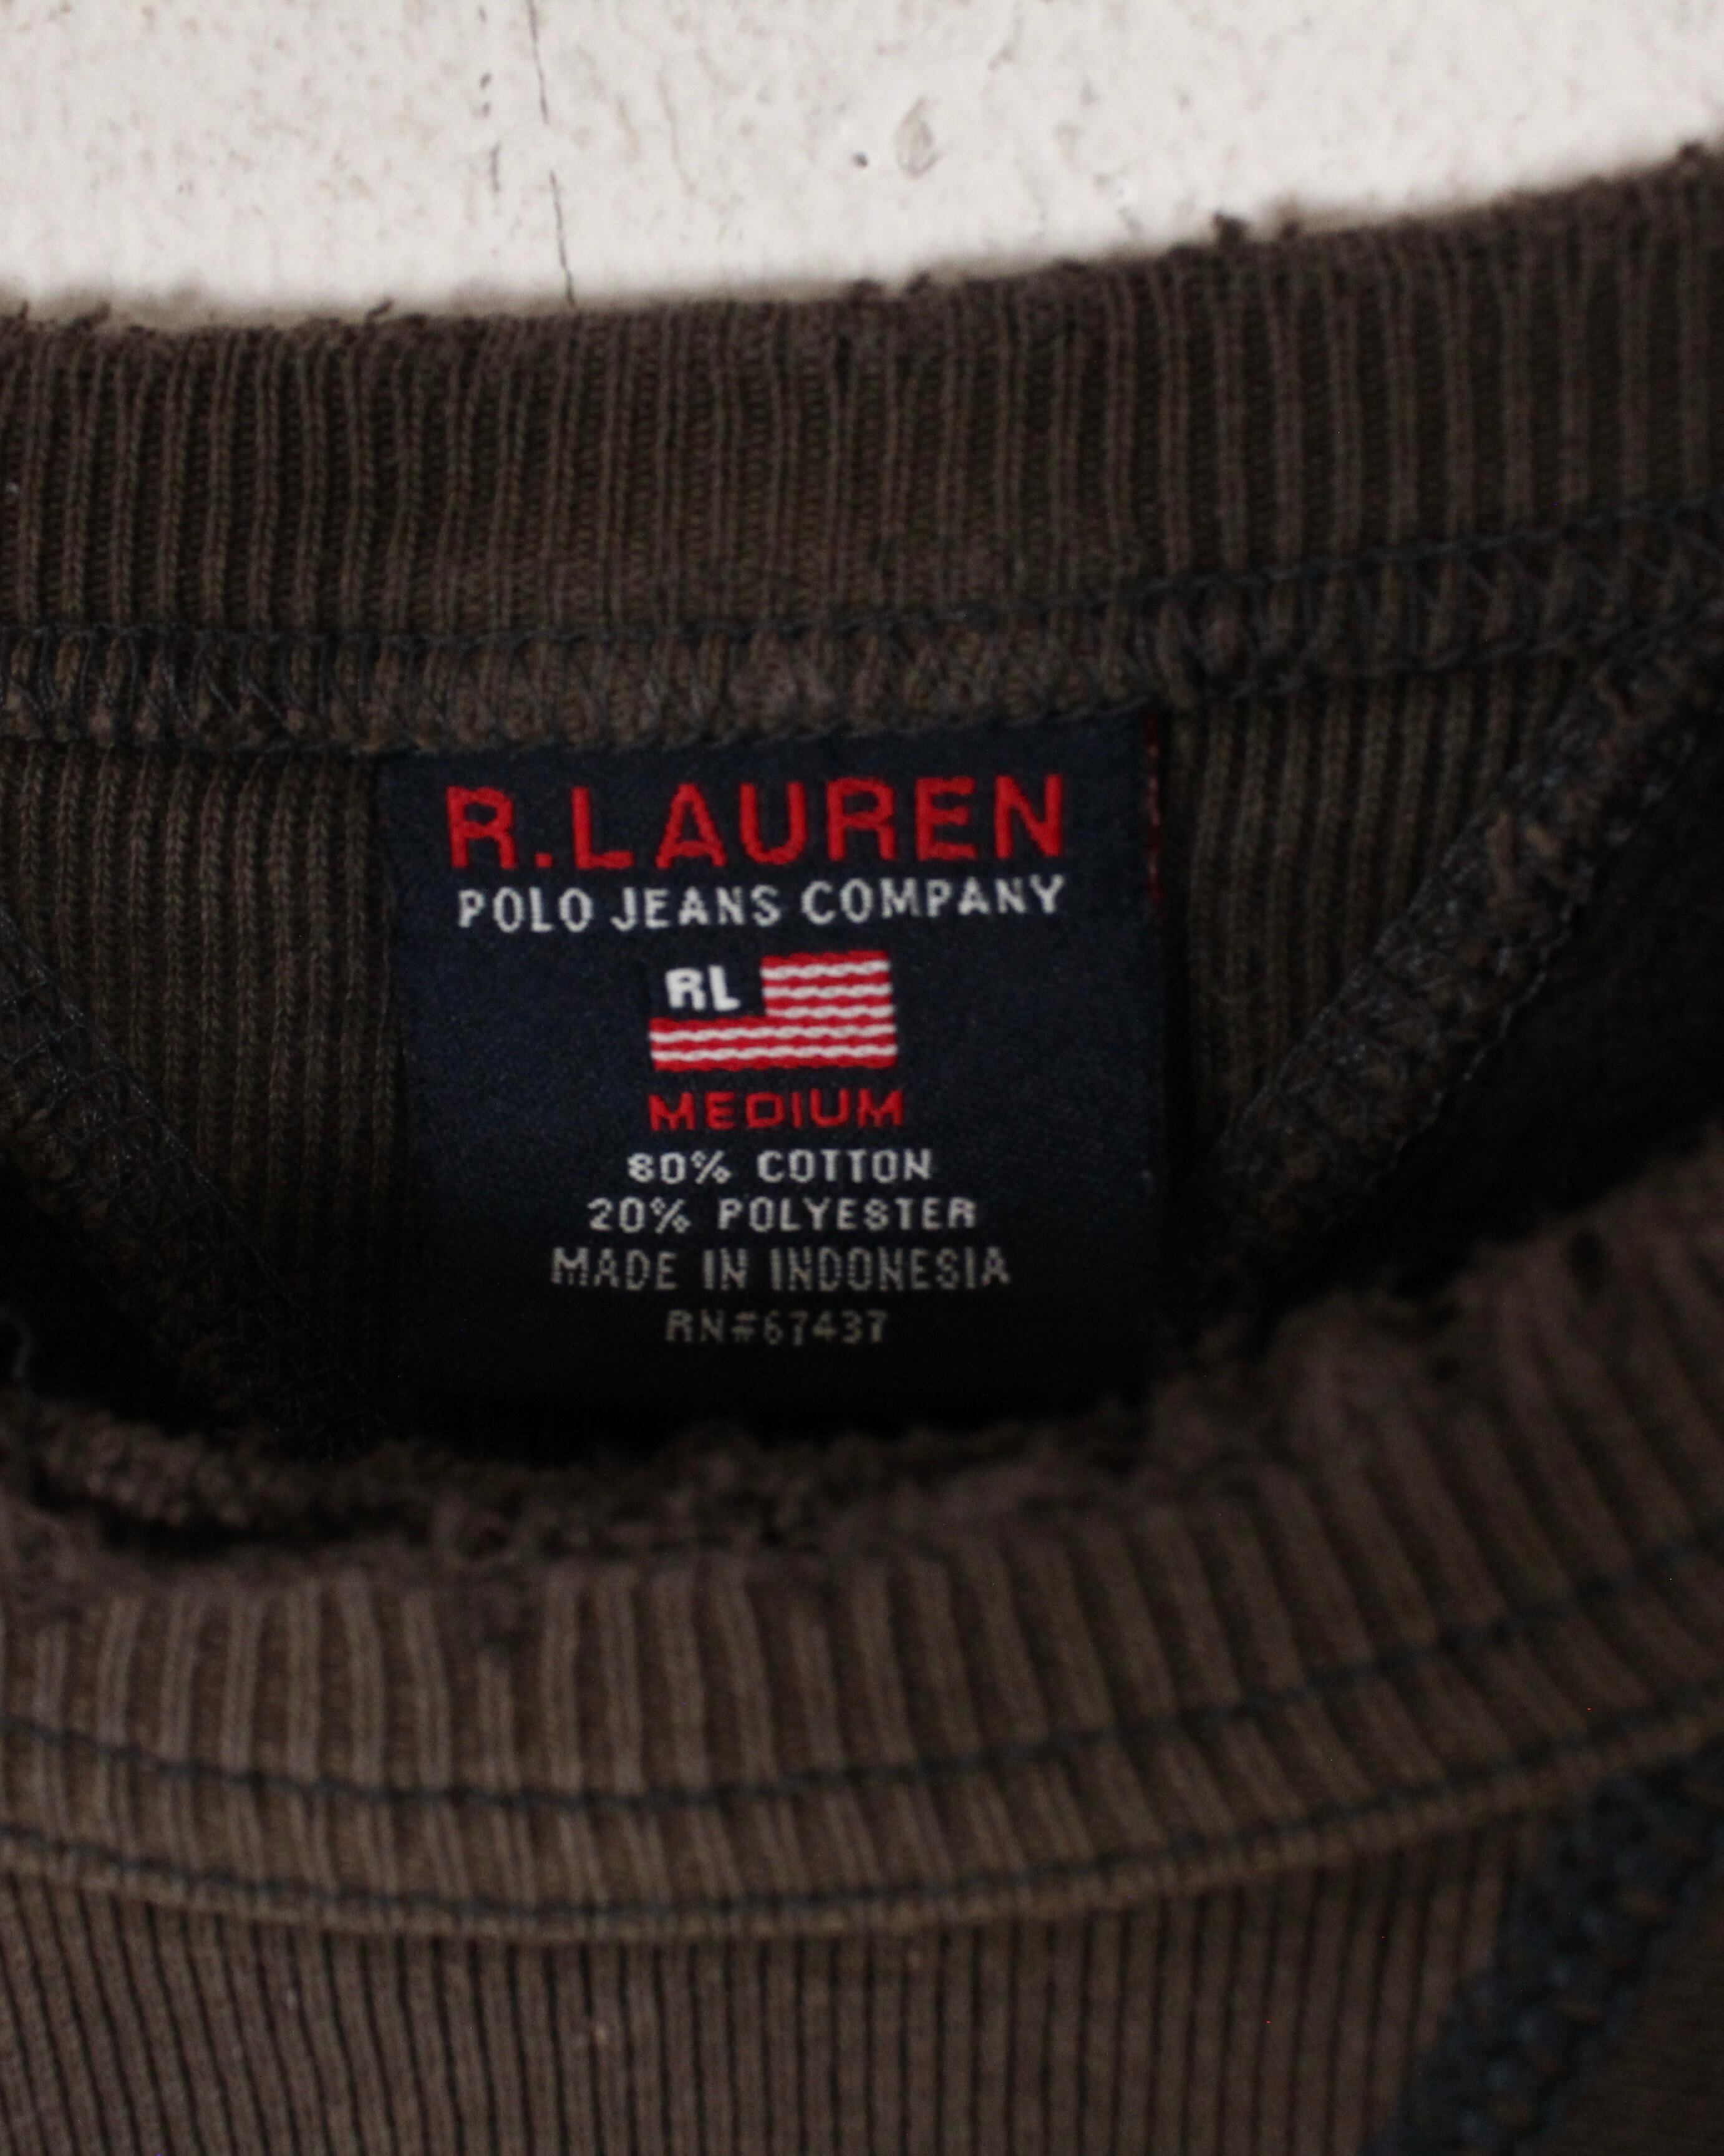 R.LAUREN
POLO JEANS COMPANY
RL
MEDIUM
80% COTTON
20% POLYESTER
MADE IN INDONESIA
RN#67437